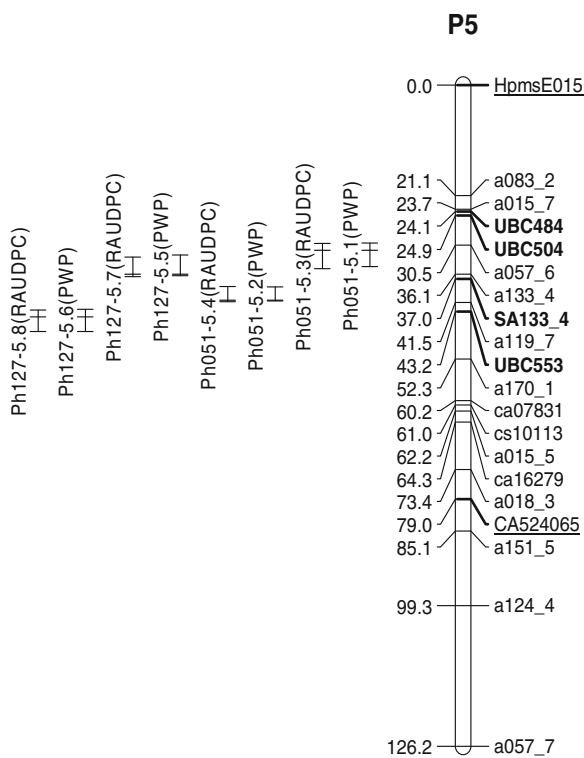 P5
0.0 HpmsE015
21.1 a083_2
23.7 a015_7
24.1 UBC484
24.9 UBC504
30.5 a057_6
36.1 a133_4
37.0 SA133_4
41.5 a119_7
43.2 UBC553
52.3 a170_1
60.2 ca07831
61.0 cs10113
62.2 a015_5
64.3 ca16279
73.4 a018_3
79.0 CA524065
85.1 a151_5
99.3 a124_4
126.2 a057_7
Ph127-5.8(RAUDPC)
Ph127-5.6(PWP)
Ph127-5.7(RAUDPC)
Ph127-5.5(PWP)
Ph051-5.4(RAUDPC)
Ph051-5.2(PWP)
Ph051-5.3(RAUDPC)
Ph051-5.1(PWP)